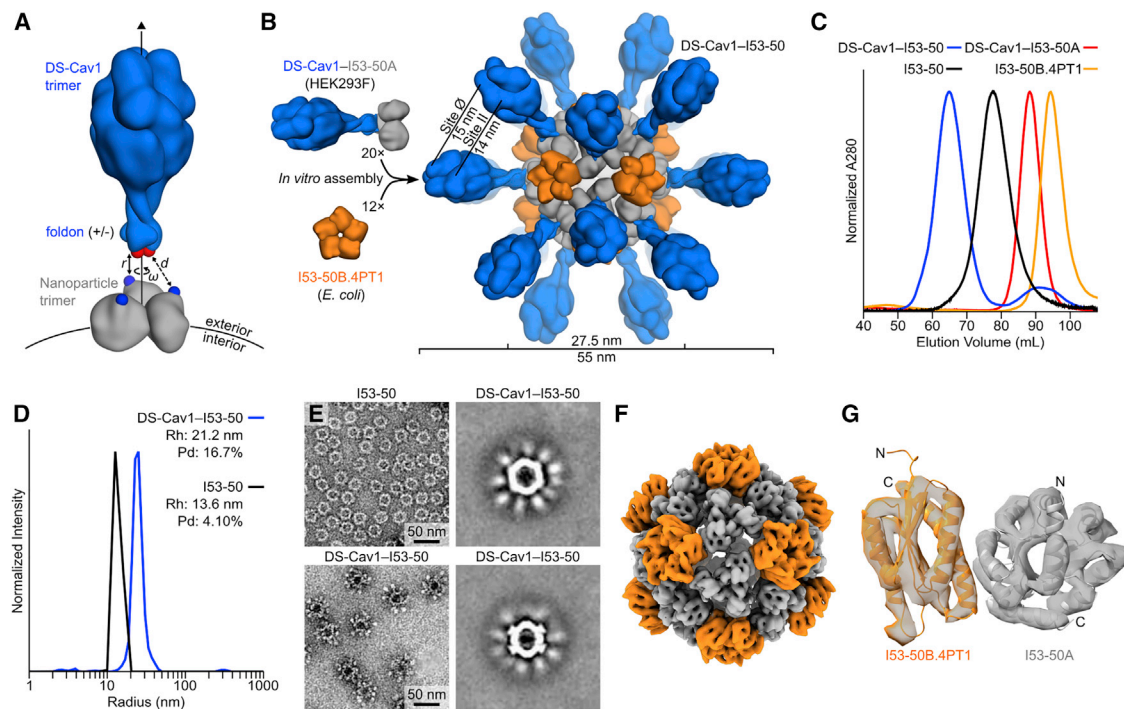 A
DS-Cav1
trimer
foldon (+/-)
r
ω
d
Nanoparticle
trimer
exterior
interior
B
DS-Cav1–I53-50A
(HEK293F)
20×
In vitro assembly
12×
I53-50B.4PT1
(E. coli)
Site Ø
15 nm
Site II
14 nm
DS-Cav1–I53-50
27.5 nm
55 nm
C
DS-Cav1–I53-50
DS-Cav1–I53-50A
I53-50
I53-50B.4PT1
Normalized A280
40 50 60 70 80 90 100
Elution Volume (mL)
D
DS-Cav1–I53-50
Rh: 21.2 nm
Pd: 16.7%
I53-50
Rh: 13.6 nm
Pd: 4.10%
Normalized Intensity
1 10 100 1000
Radius (nm)
E
I53-50
DS-Cav1–I53-50
50 nm
DS-Cav1–I53-50
DS-Cav1–I53-50
50 nm
F
G
N
C
N
C
I53-50B.4PT1
I53-50A